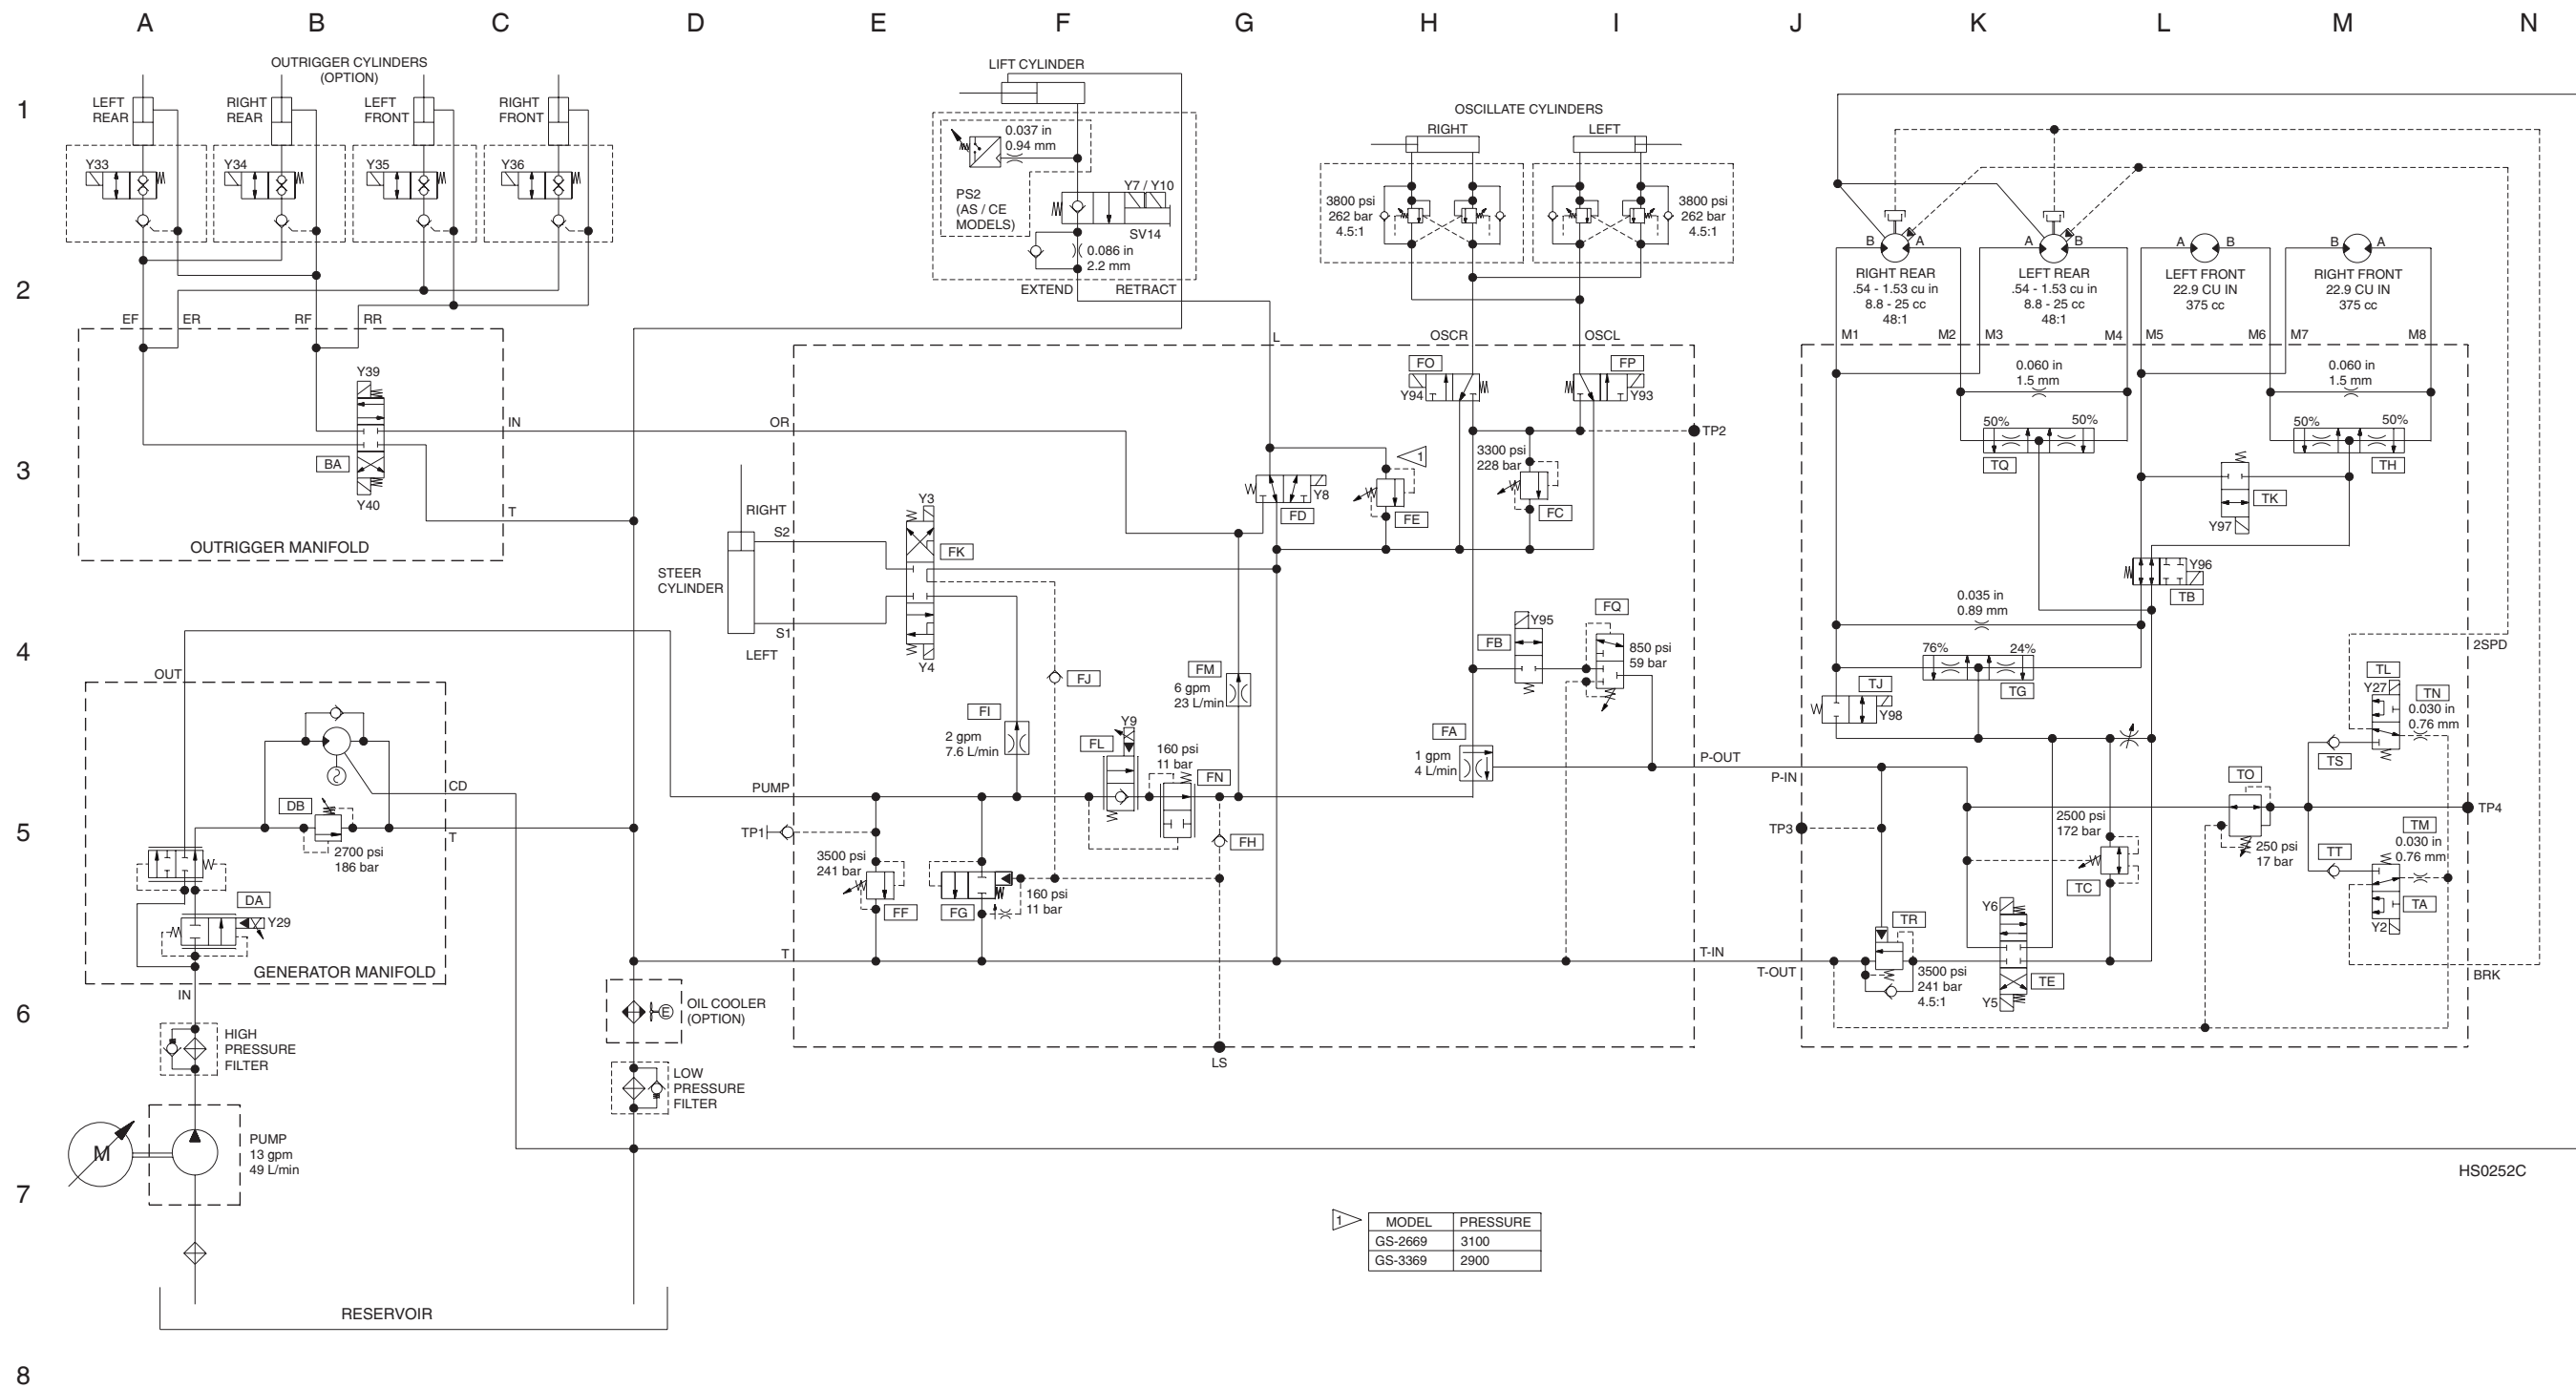 A B C D E F G H I J K L M N
1
2
3
4
5
6
7
8
OUTRIGGER CYLINDERS
(OPTION)
LEFT
REAR
RIGHT
REAR
LEFT
FRONT
RIGHT
FRONT
Y33
Y34
Y35
Y36
EF
ER
RF
RR
Y39
BA
Y40
IN
T
OUTRIGGER MANIFOLD
LIFT CYLINDER
0.037 in
0.94 mm
PS2
(AS / CE
MODELS)
Y7 / Y10
SV14
0.086 in
2.2 mm
EXTEND
RETRACT
OSCILLATE CYLINDERS
RIGHT
LEFT
3800 psi
262 bar
4.5:1
3800 psi
262 bar
4.5:1
L
OSCR
OSCL
FO
Y94
FP
Y93
OR
TP2
1
3300 psi
228 bar
Y8
FD
FE
FC
RIGHT
S2
STEER
CYLINDER
S1
LEFT
Y3
FK
Y4
FJ
FI
2 gpm
7.6 L/min
FM
6 gpm
23 L/min
Y9
FL
160 psi
11 bar
FN
FH
Y95
FB
FQ
850 psi
59 bar
FA
1 gpm
4 L/min
P-OUT
P-IN
PUMP
TP1
3500 psi
241 bar
FF
FG
160 psi
11 bar
T
T-IN
T-OUT
LS
OUT
CD
DB
2700 psi
186 bar
T
DA
Y29
GENERATOR MANIFOLD
IN
HIGH
PRESSURE
FILTER
M
PUMP
13 gpm
49 L/min
RESERVOIR
E
OIL COOLER
(OPTION)
LOW
PRESSURE
FILTER
B A
RIGHT REAR
.54 - 1.53 cu in
8.8 - 25 cc
48:1
A B
LEFT REAR
.54 - 1.53 cu in
8.8 - 25 cc
48:1
A B
LEFT FRONT
22.9 CU IN
375 cc
B A
RIGHT FRONT
22.9 CU IN
375 cc
M1
M2
M3
M4
M5
M6
M7
M8
0.060 in
1.5 mm
50% 50%
TQ
0.060 in
1.5 mm
50% 50%
TH
TK
Y97
Y96
TB
0.035 in
0.89 mm
76% 24%
TG
TJ
Y98
2SPD
TL
Y27
TN
0.030 in
0.76 mm
TS
TO
TP4
TP3
2500 psi
172 bar
TC
250 psi
17 bar
TM
0.030 in
0.76 mm
TT
TA
Y2
TR
3500 psi
241 bar
4.5:1
Y6
TE
Y5
BRK
HS0252C
1
MODEL PRESSURE
GS-2669 3100
GS-3369 2900